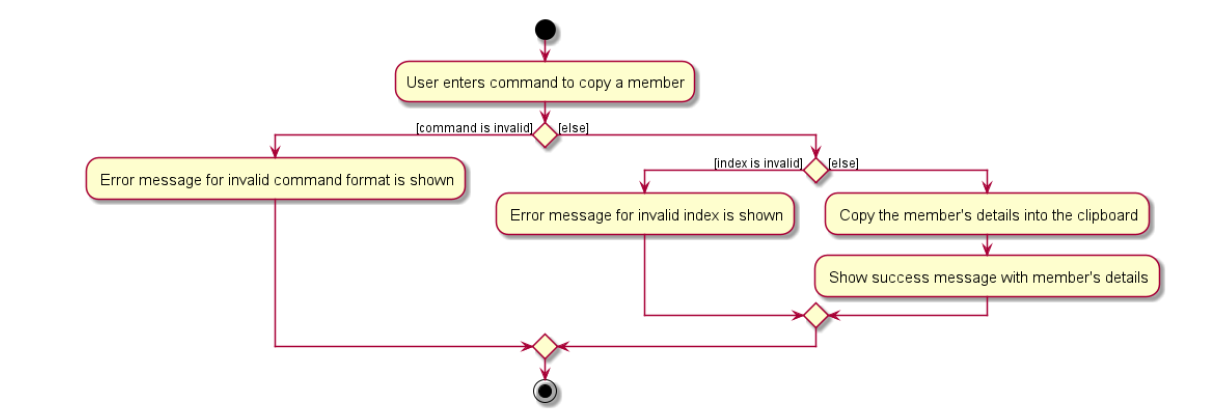 User enters command to copy a member
[command is invalid]
[else]
Error message for invalid command format is shown
[index is invalid]
[else]
Error message for invalid index is shown
Copy the member's details into the clipboard
Show success message with member's details